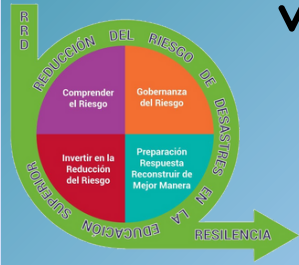 RRD
REDUCCIÓN DEL RIESGO DE DESASTRES EN LA EDUCACIÓN SUPERIOR
Comprender
el Riesgo
Gobernanza
del Riesgo
Invertir en la
Reducción
del Riesgo
Preparación
Respuesta
Reconstruir de
Mejor Manera
RESILENCIA